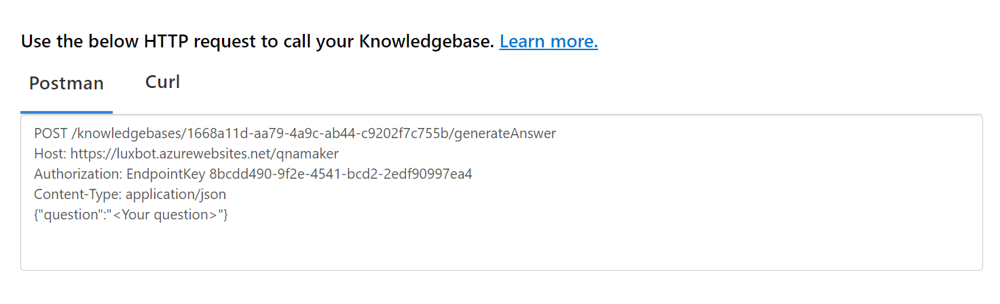 Use the below HTTP request to call your Knowledgebase. Learn more.
Postman Curl
POST /knowledgebases/1668a11d-aa79-4a9c-ab44-c9202f7c755b/generateAnswer
Host: https://luxbot.azurewebsites.net/qnamaker
Authorization: EndpointKey 8bcdd490-9f2e-4541-bcd2-2edf90997ea4
Content-Type: application/json
{"question":"<Your question>"}